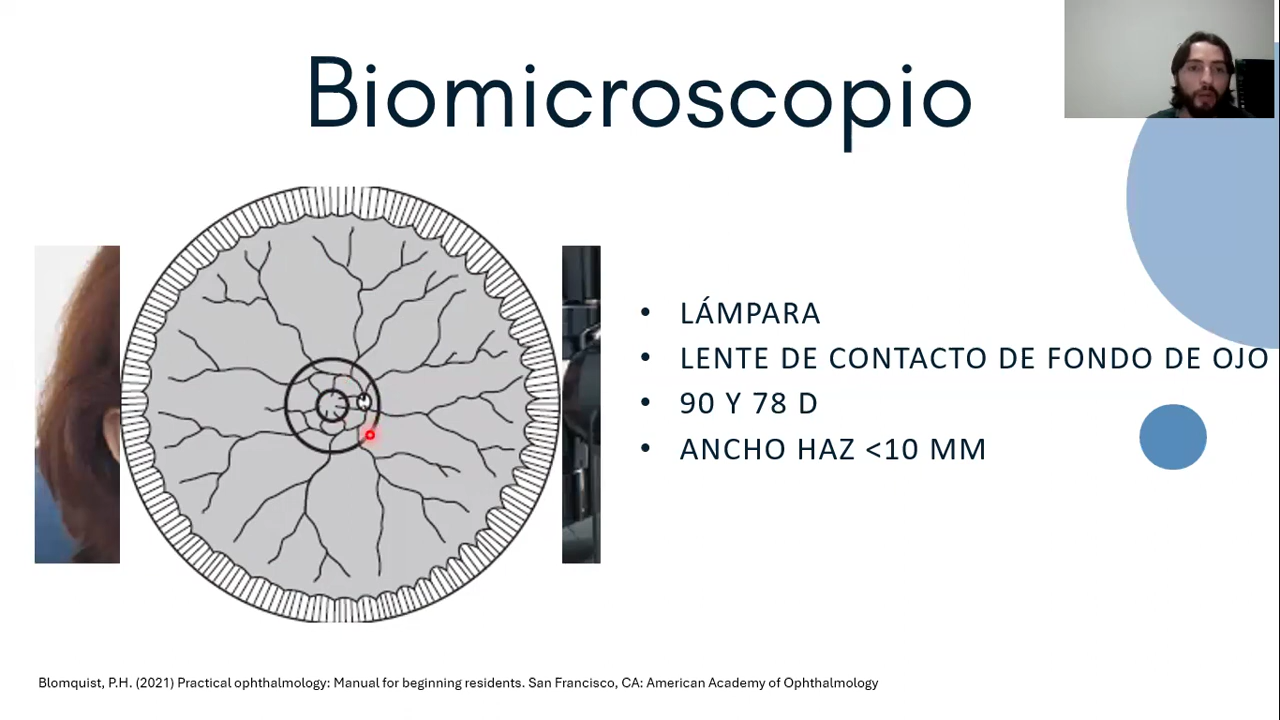 Biomicroscopio
• LÁMPARA
• LENTE DE CONTACTO DE FONDO DE OJO
• 90 Y 78 D
• ANCHO HAZ <10 MM
Blomquist, P.H. (2021) Practical ophthalmology: Manual for beginning residents. San Francisco, CA: American Academy of Ophthalmology